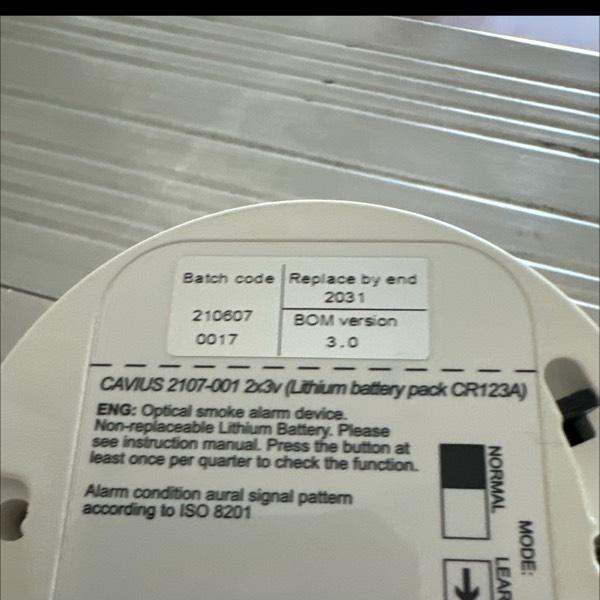 Batch code
210607
0017
Replace by end
2031
BOM version
3.0
CAVIUS 2107-001 2x3v (Lithium battery pack CR123A)
ENG: Optical smoke alarm device.
Non-replaceable Lithium Battery. Please
see instruction manual. Press the button at
least once per quarter to check the function.
Alarm condition aural signal pattern
according to ISO 8201
NORMAL
MODE:
LEAR